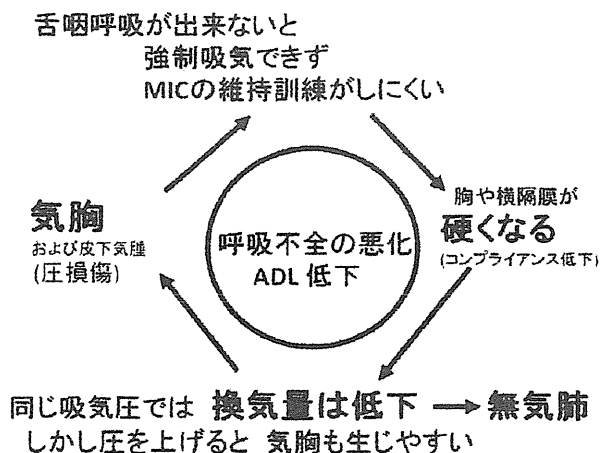 舌咽呼吸が出来ないと
強制吸気できず
MICの維持訓練がしにくい
胸や横隔膜が
硬くなる
(コンプライアンス低下)
気胸
および皮下気腫
(圧損傷)
呼吸不全の悪化
ADL 低下
同じ吸気圧では 換気量は低下 → 無気肺
しかし圧を上げると 気胸も生じやすい